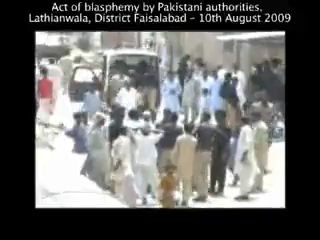 Act of blasphemy by Pakistani authorities,
Lathianwala, District Faisalabad - 10th August 2009